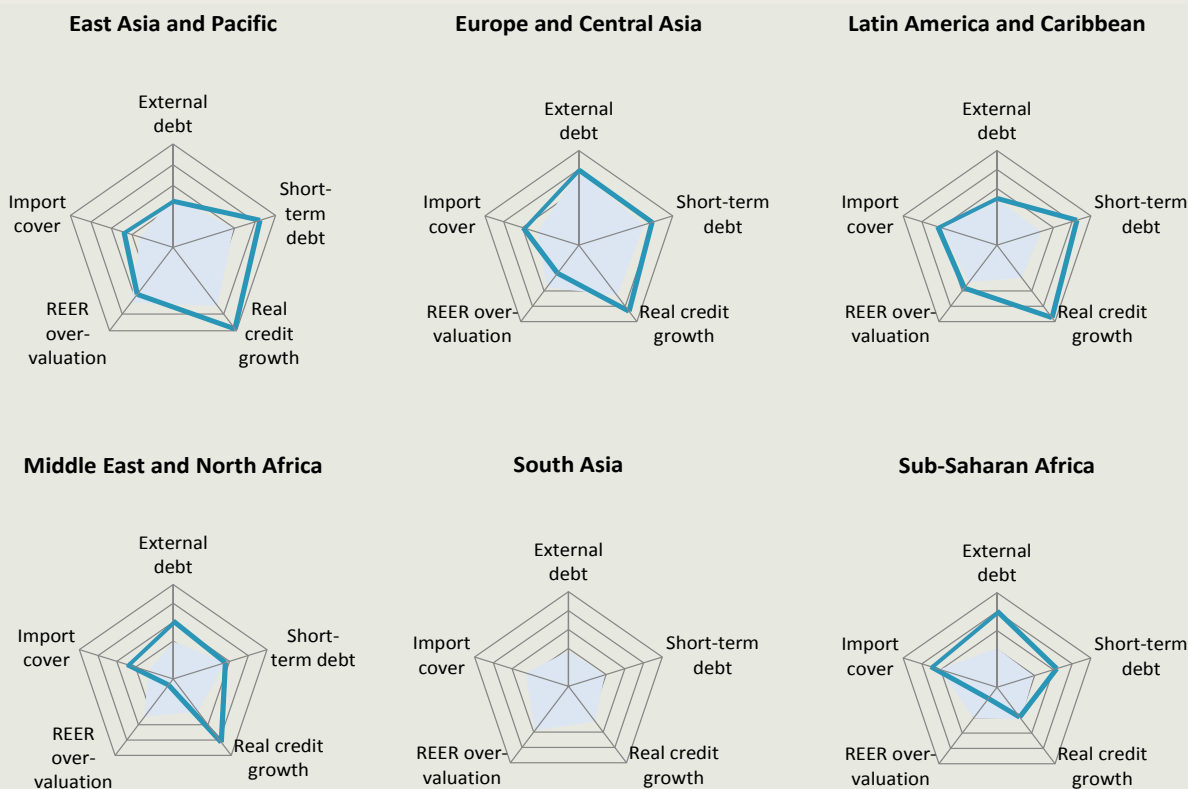 East Asia and Pacific
External
debt
Short-
term
debt
Real
credit
growth
REER
over-
valuation
Import
cover
Europe and Central Asia
External
debt
Short-term
debt
Real credit
growth
REER over-
valuation
Import
cover
Latin America and Caribbean
External
debt
Short-term
debt
Real credit
growth
REER over-
valuation
Import
cover
Middle East and North Africa
External
debt
Short-
term debt
Real credit
growth
REER
over-
valuation
Import
cover
South Asia
External
debt
Short-term
debt
Real credit
growth
REER over-
valuation
Import
cover
Sub-Saharan Africa
External
debt
Short-term
debt
Real credit
growth
REER over-
valuation
Import
cover